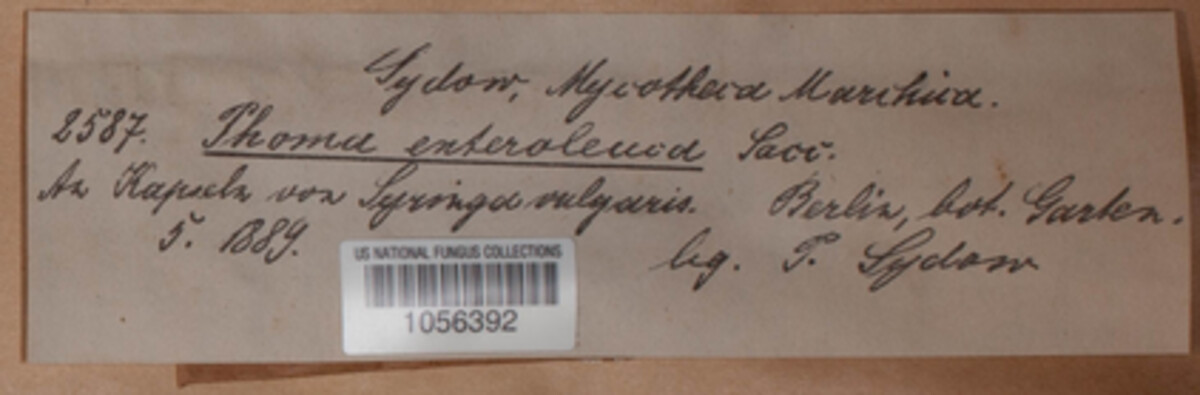 Sydow, Mycotheca Marchica.
2587. Phoma enteroleuca Sacc.
An Kapseln von Syringa vulgaris. Berlin, bot. Garten.
5. 1889. leg. P. Sydow
US NATIONAL FUNGUS COLLECTIONS
1056392